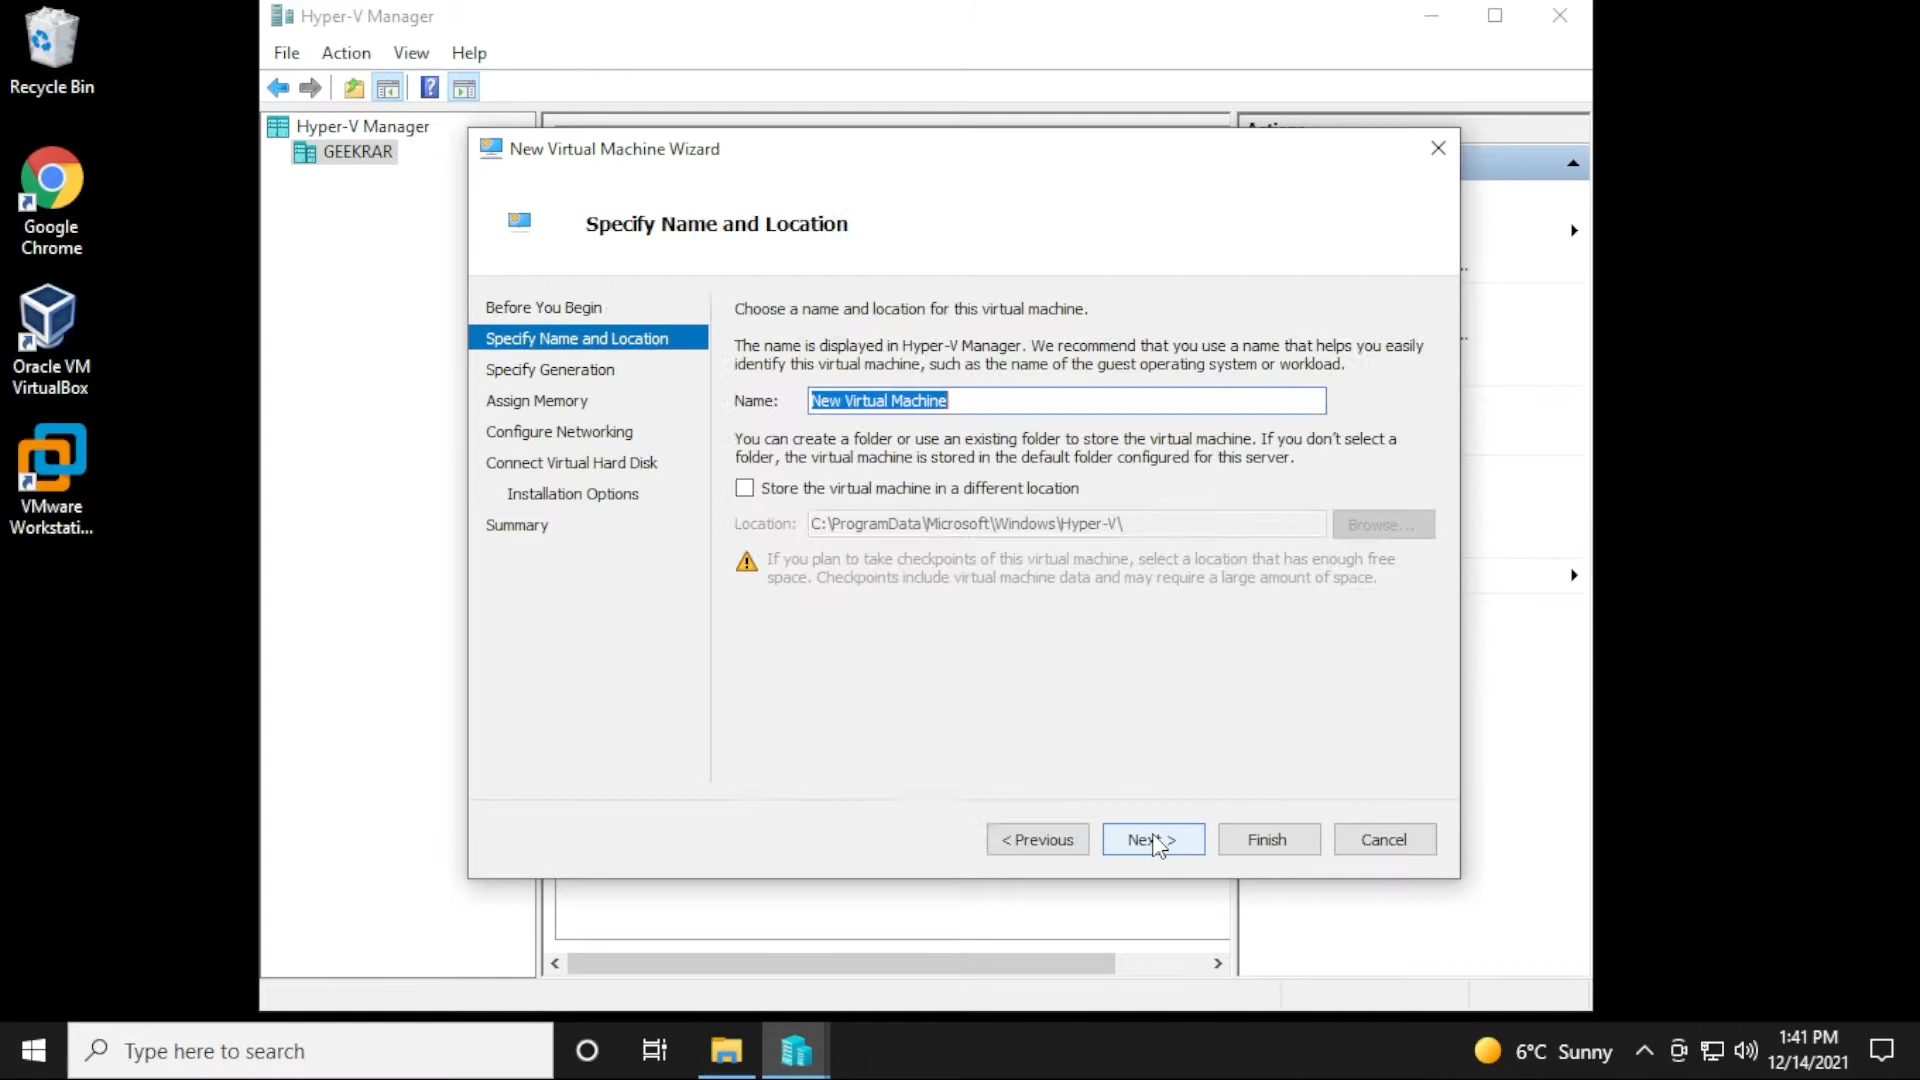 Recycle Bin
Google
Chrome
Oracle VM
VirtualBox
VMware
Workstati...
Hyper-V Manager
File Action View Help
Hyper-V Manager
GEEKRAR
New Virtual Machine Wizard
Specify Name and Location
Before You Begin
Specify Name and Location
Specify Generation
Assign Memory
Configure Networking
Connect Virtual Hard Disk
Installation Options
Summary
Choose a name and location for this virtual machine.
The name is displayed in Hyper-V Manager. We recommend that you use a name that helps you easily
identify this virtual machine, such as the name of the guest operating system or workload.
Name: New Virtual Machine
You can create a folder or use an existing folder to store the virtual machine. If you don't select a
folder, the virtual machine is stored in the default folder configured for this server.
Store the virtual machine in a different location
Location: C:\ProgramData\Microsoft\Windows\Hyper-V\ Browse...
If you plan to take checkpoints of this virtual machine, select a location that has enough free
space. Checkpoints include virtual machine data and may require a large amount of space.
< Previous Next > Finish Cancel
Type here to search
6°C Sunny
1:41 PM
12/14/2021